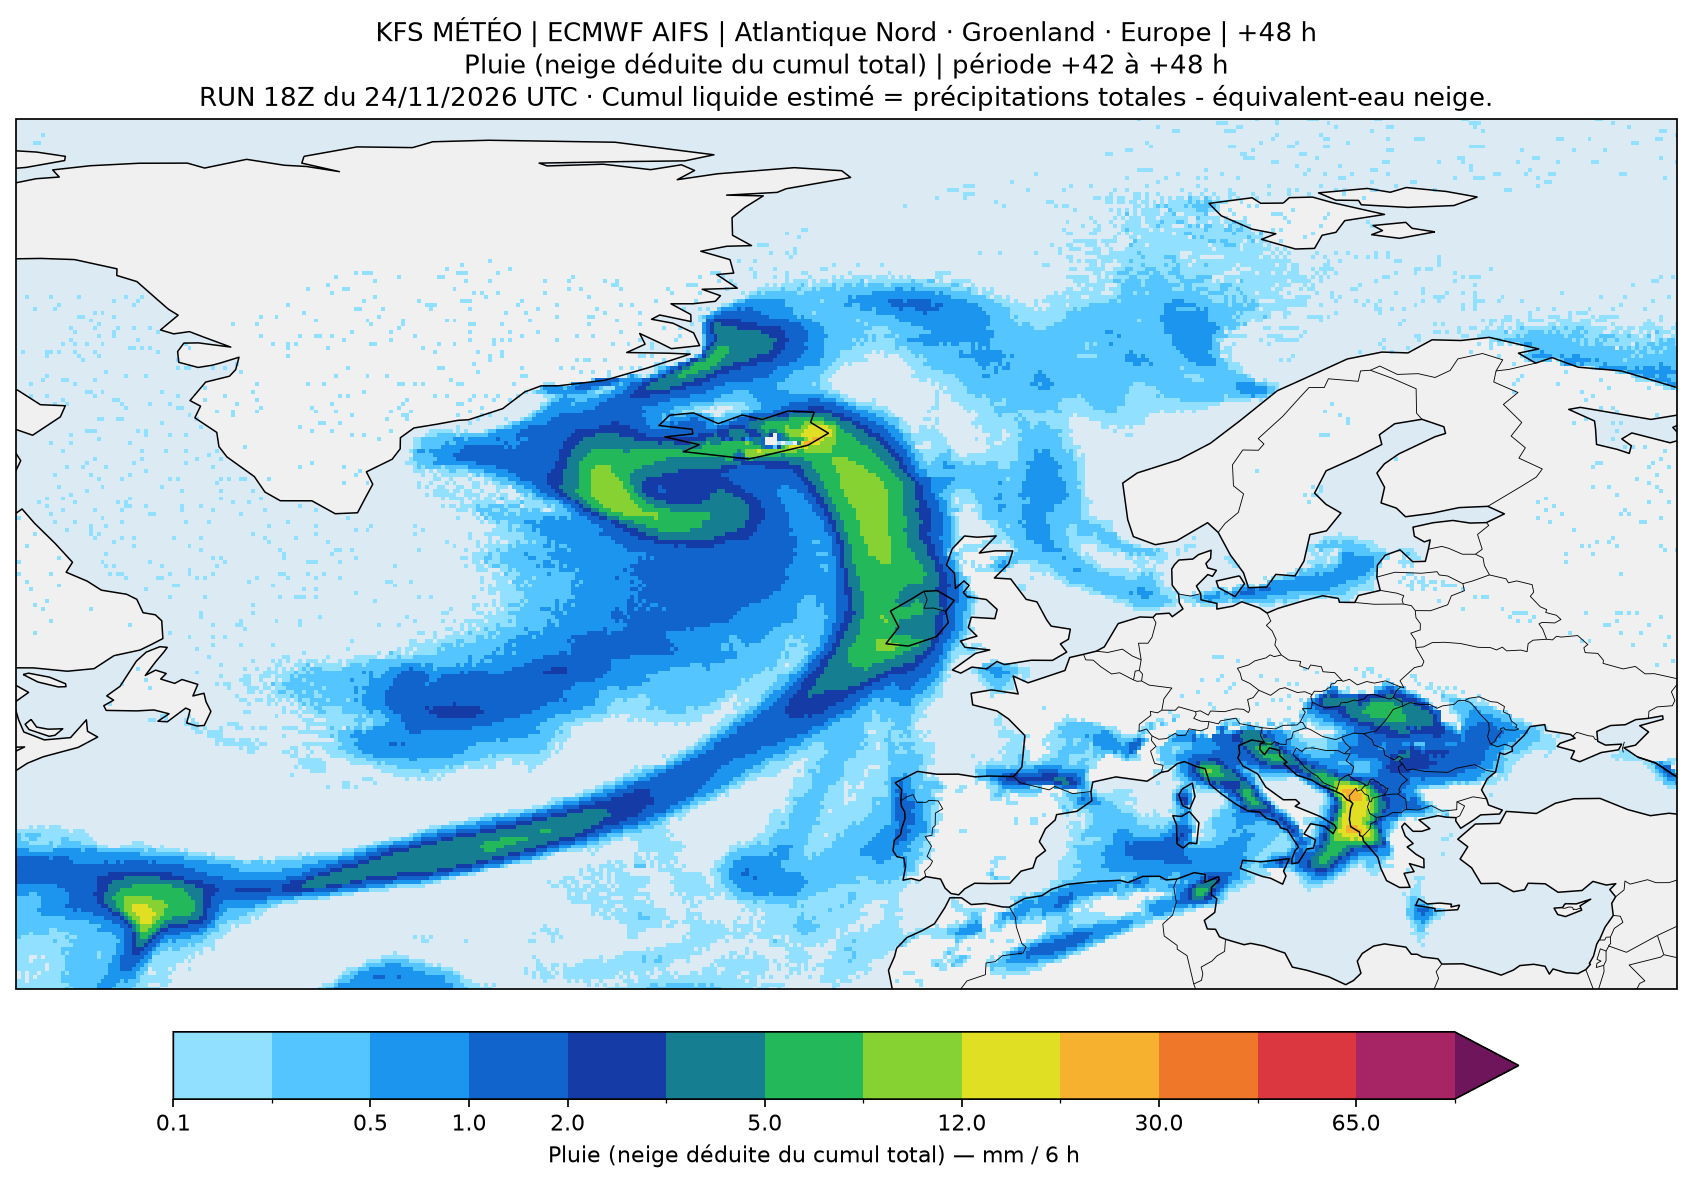 KFS MÉTÉO | ECMWF AIFS | Atlantique Nord · Groenland · Europe | +48 h
Pluie (neige déduite du cumul total) | période +42 à +48 h
RUN 18Z du 24/11/2026 UTC · Cumul liquide estimé = précipitations totales - équivalent-eau neige.
0.1 0.5 1.0 2.0 5.0 12.0 30.0 65.0
Pluie (neige déduite du cumul total) — mm / 6 h